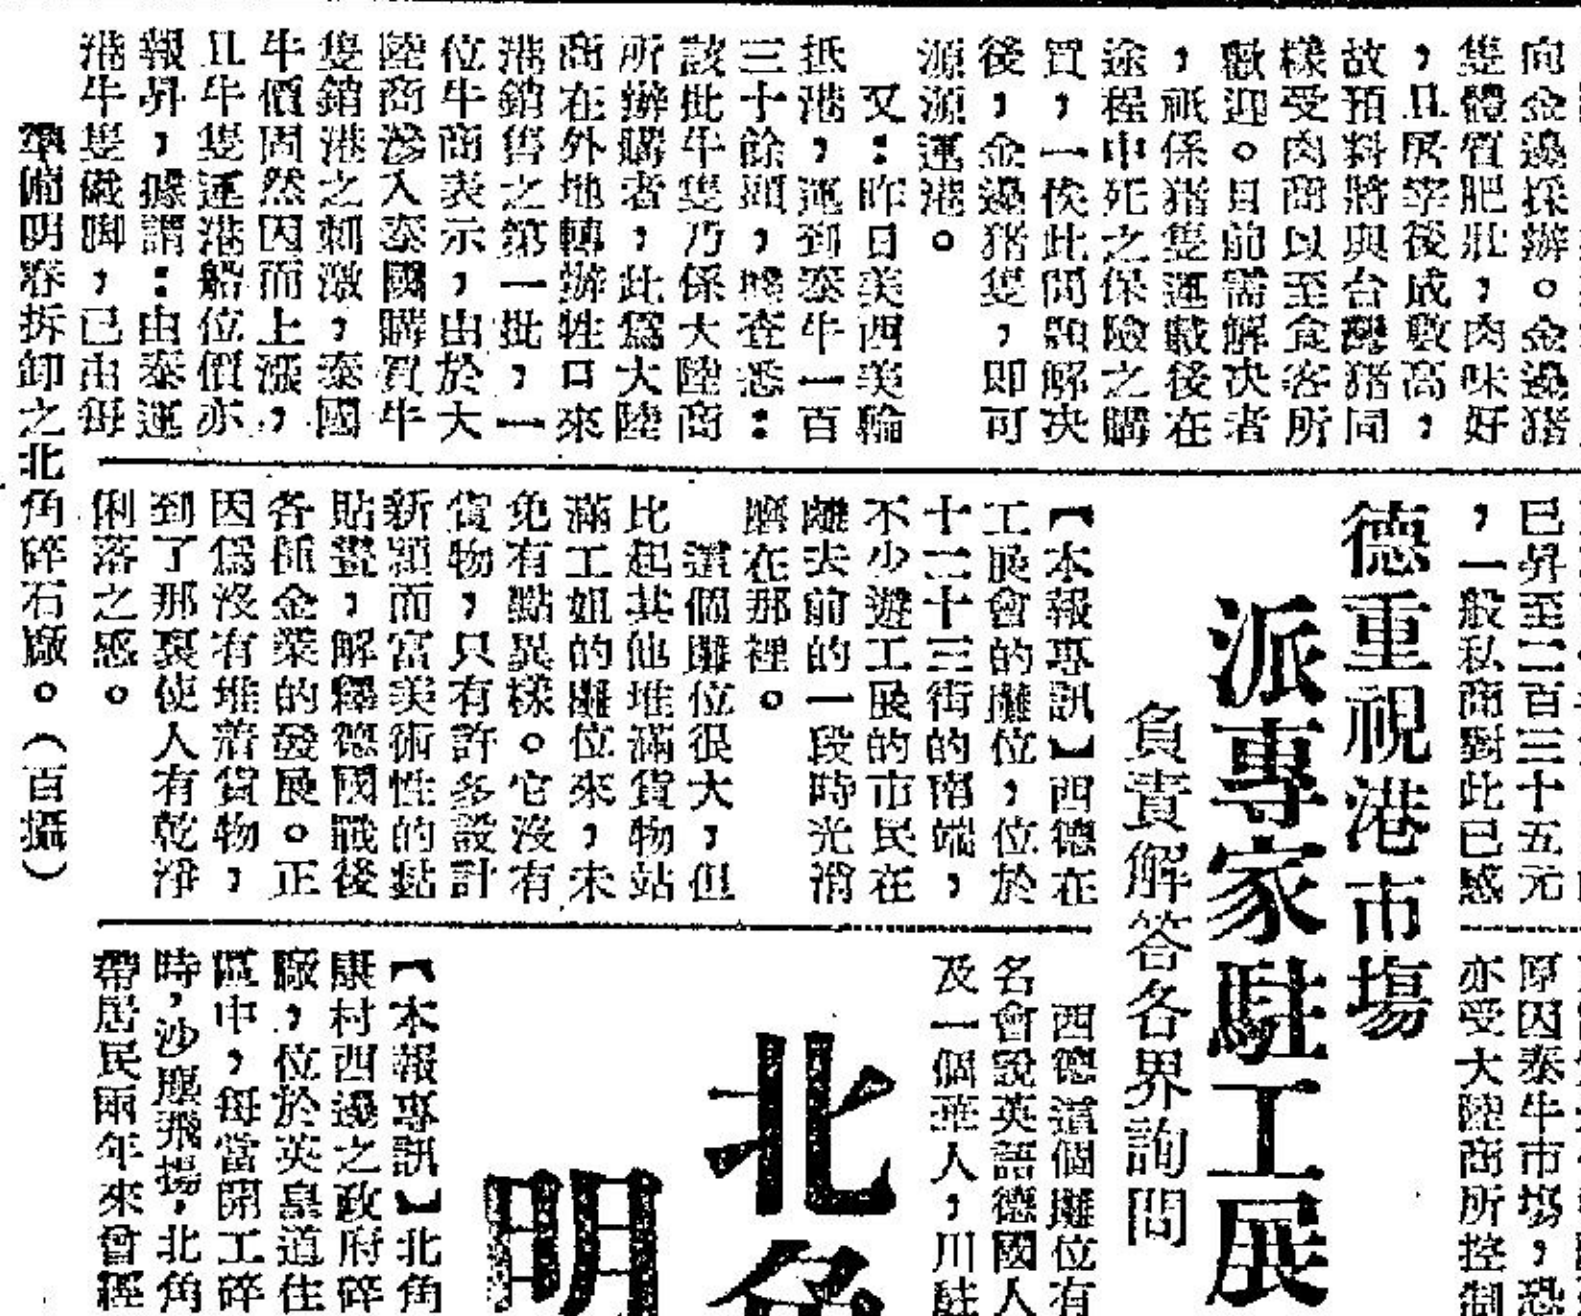 向金邊採辦。金邊猪
隻體質肥壯，肉味好
，且屠宰後成數高，
故預料將與台灣猪同
樣受肉商以至食客所
歡迎。目前需解决者
，祇係猪隻運載後在
途程中死之保險之購
買，一俟此問題解决
後，金邊猪隻，即可
源源運港。
又：昨日美西美輪
抵港，運到泰牛一百
三十餘頭，經查悉：
該批牛隻乃係大陸商
所辦購者，此爲大陸
商在外地轉辦牲口來
港銷售之第一批，一
位牛商表示，由於大
陸商滲入泰國購買牛
隻銷港之刺激，泰國
牛價固然因而上漲，
且牛隻運港船位價亦
報昇，據謂：由泰運
港牛隻儎脚，已由每
準備明春拆卸之北角碎石廠。（百攝）
已昇至二百三十五元
，一般私商對此已感
德重視港市場
派專家駐工展
負責解答各界詢問
【本報專訊】西德在
工展會的攤位，位於
十二十三街的南端，
不少遊工展的市民在
離去前的一段時光消
磨在那裡。
這個攤位很大，但
比起其他堆滿貨物站
滿工姐的攤位來，未
免有點異樣。它沒有
貨物，只有許多設計
新穎而富美術性的黏
貼畫，解釋德國戰後
各種金業的發展。正
因爲沒有堆着貨物，
到了那裏使人有乾淨
俐落之感。
原因泰牛市場，恐
亦受大陸商所控制
西德這個攤位有
名會說英語德國人
及一個華人，川駐
北角
明
【本報專訊】北角
康村西邊之政府碎
廠，位於英皇道住
區中，每當開工碎
時，沙塵飛揚，北角
帶居民兩年來曾經